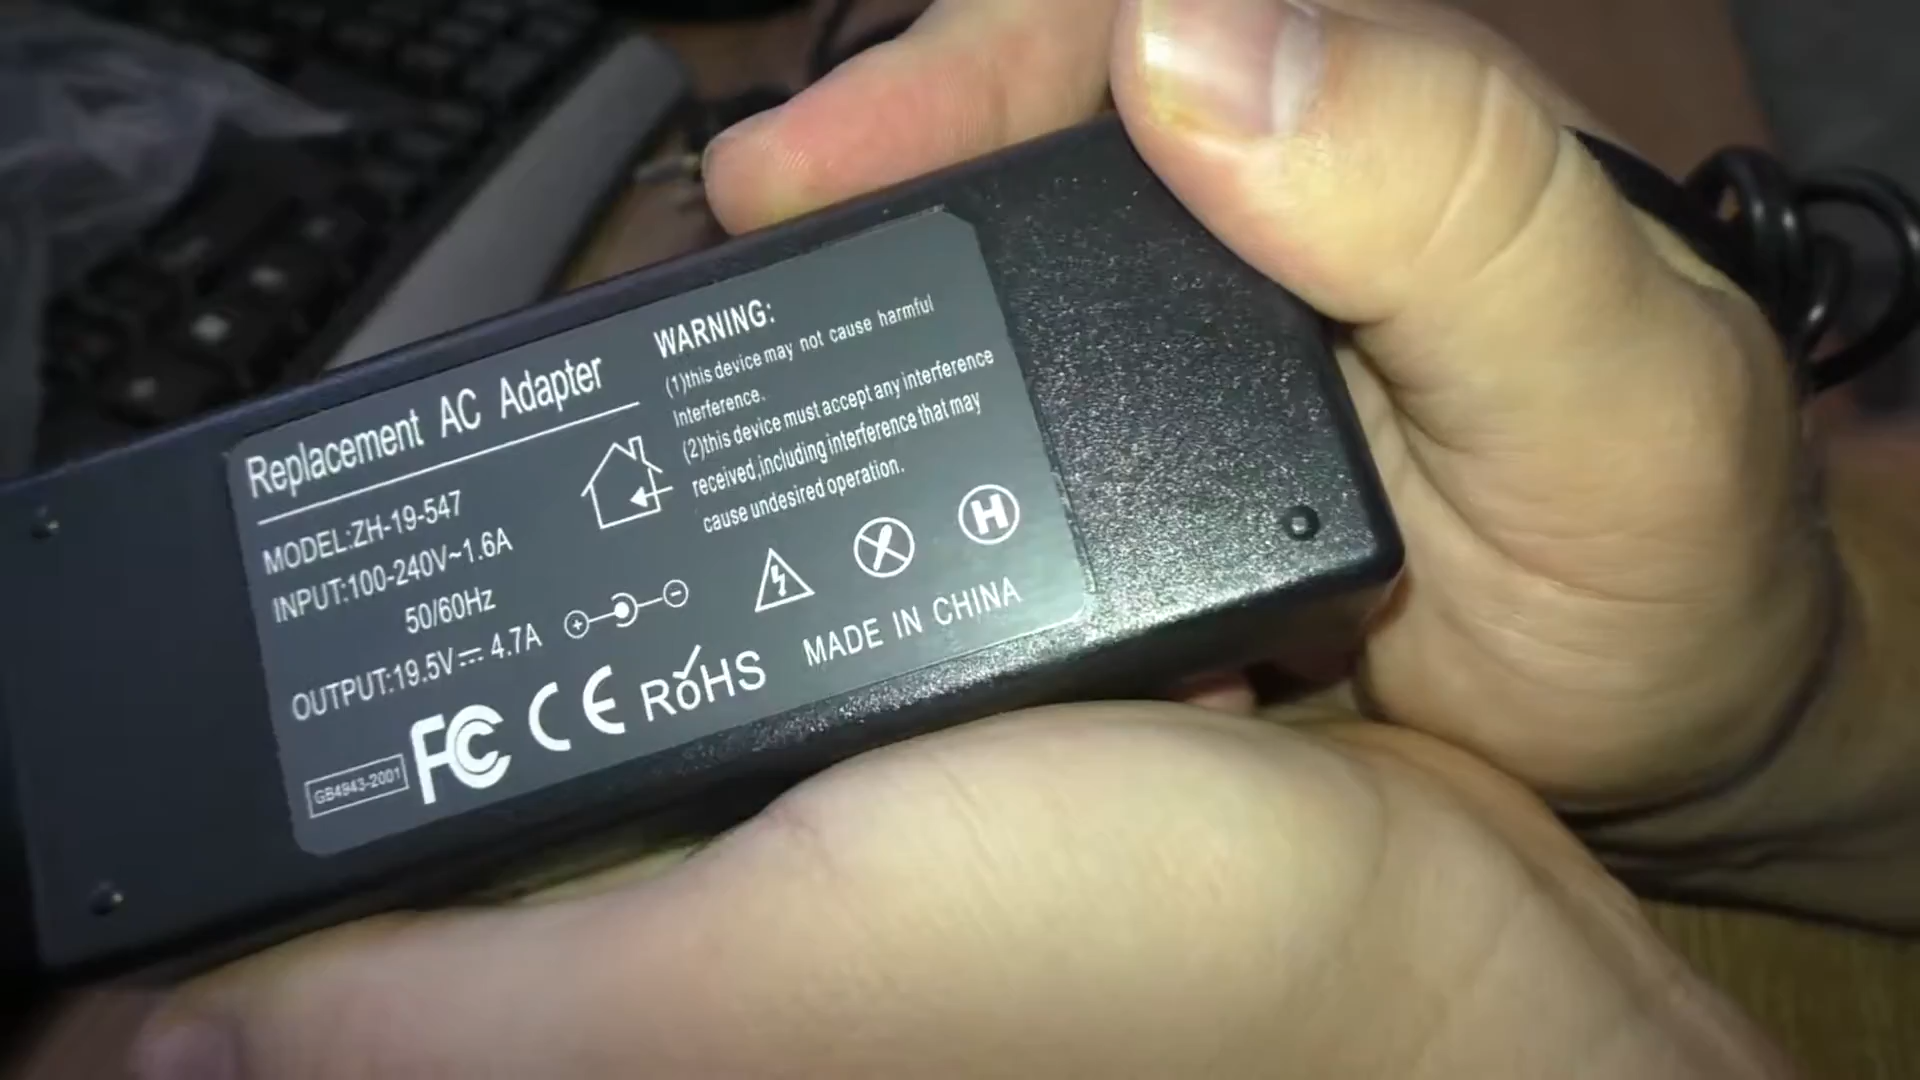 Replacement AC Adapter
MODEL:ZH-19-547
INPUT:100-240V~1.6A
50/60Hz
OUTPUT:19.5V⎓4.7A
GB4943-2001
FC CE RoHS
WARNING:
(1)this device may not cause harmful
Interference.
(2)this device must accept any interference
received,including interference that may
cause undesired operation.
H
MADE IN CHINA